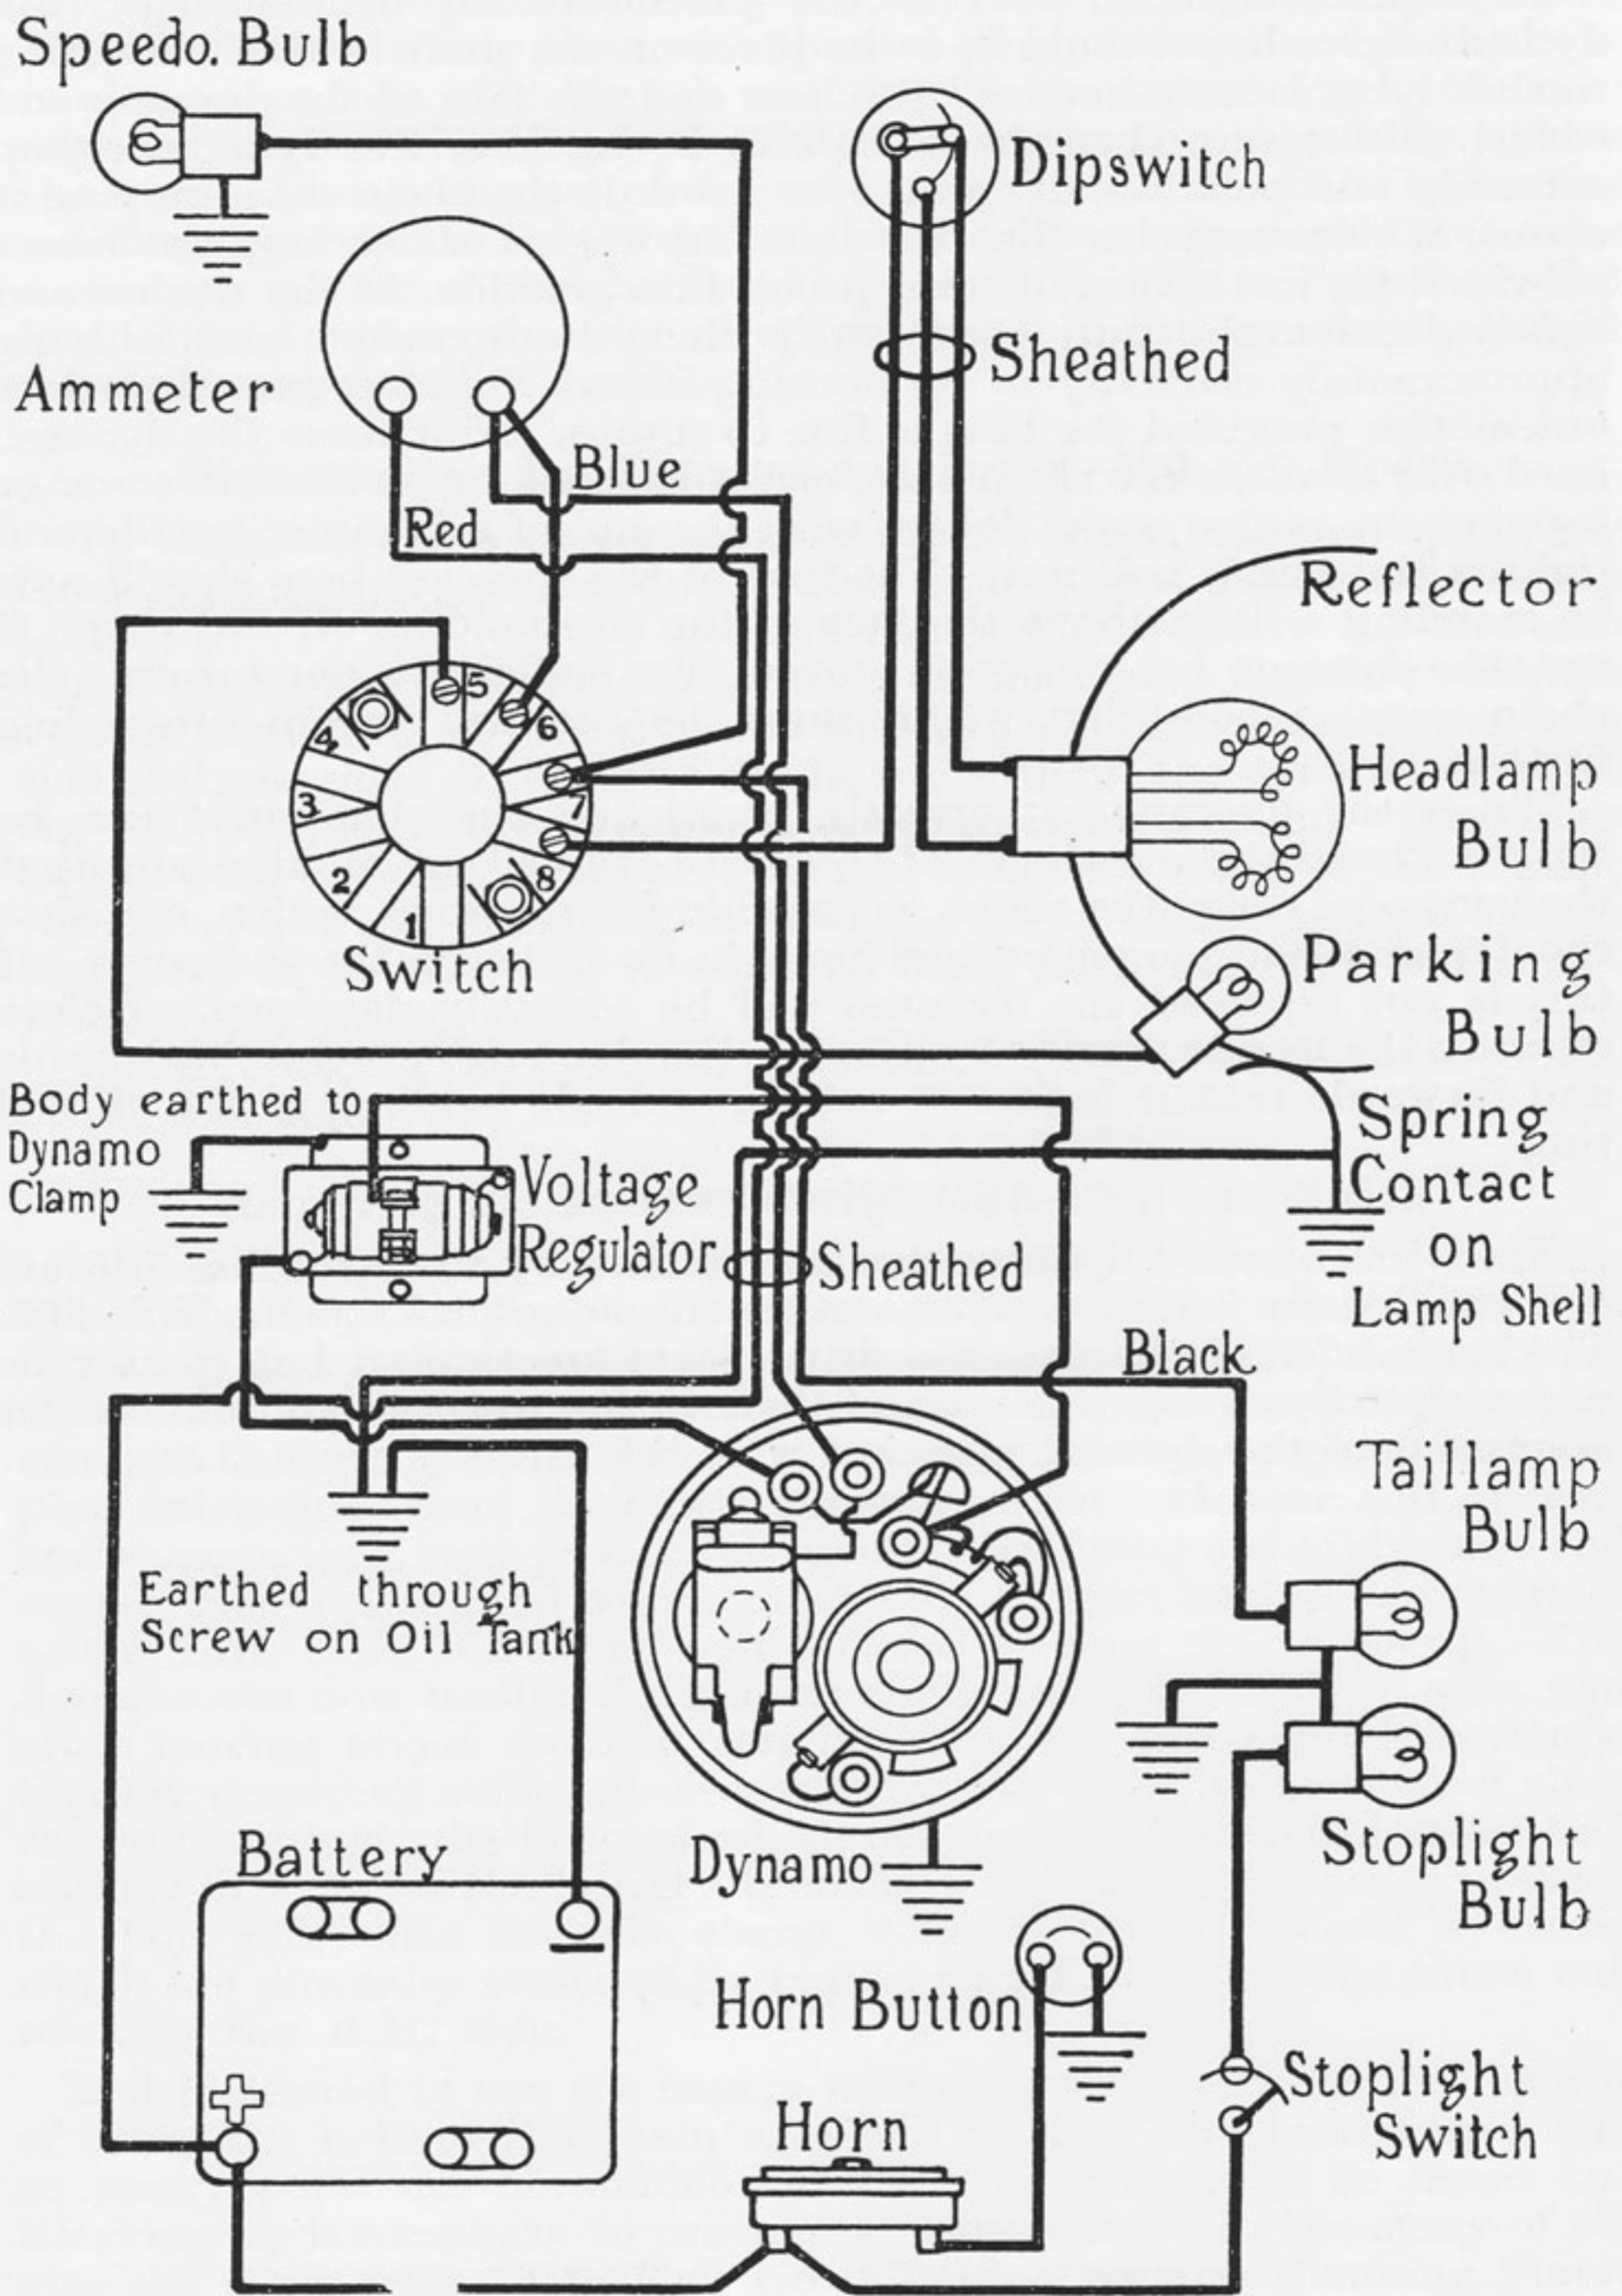 Speedo. Bulb
Dipswitch
Sheathed
Ammeter
Blue
Red
Reflector
Headlamp
Bulb
5
6
4
7
3
8
2
1
Switch
Parking
Bulb
Body earthed to
Dynamo
Clamp
Voltage
Regulator
Sheathed
Spring
Contact
on
Lamp Shell
Black
Taillamp
Bulb
Earthed through
Screw on Oil Tank
Battery
Dynamo
Stoplight
Bulb
Horn Button
Stoplight
Switch
Horn